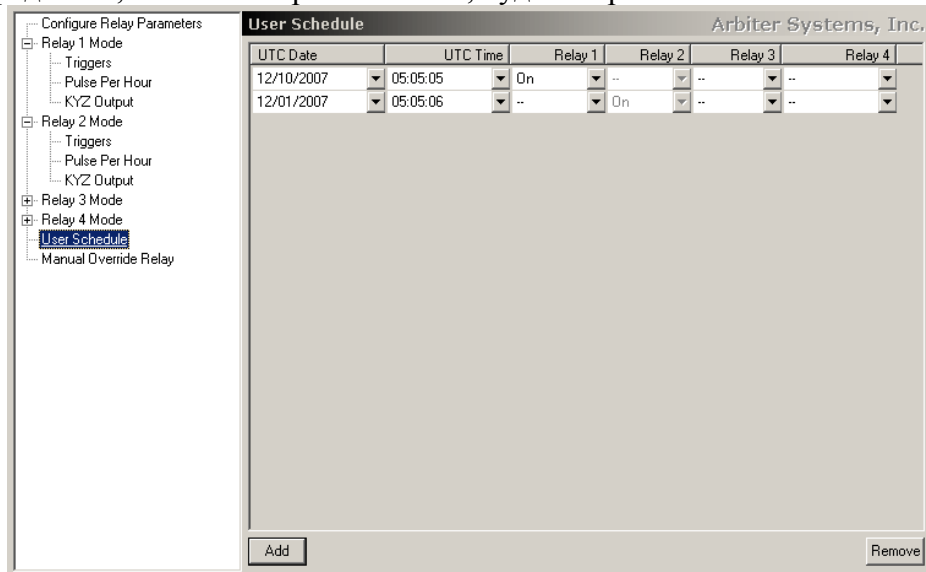 Configure Relay Parameters
Relay 1 Mode
Triggers
Pulse Per Hour
KYZ Output
Relay 2 Mode
Triggers
Pulse Per Hour
KYZ Output
Relay 3 Mode
Relay 4 Mode
User Schedule
Manual Override Relay
User Schedule Arbiter Systems, Inc.
UTC Date UTC Time Relay 1 Relay 2 Relay 3 Relay 4
12/10/2007 05:05:05 On -- -- --
12/01/2007 05:05:06 -- On -- --
Add Remove